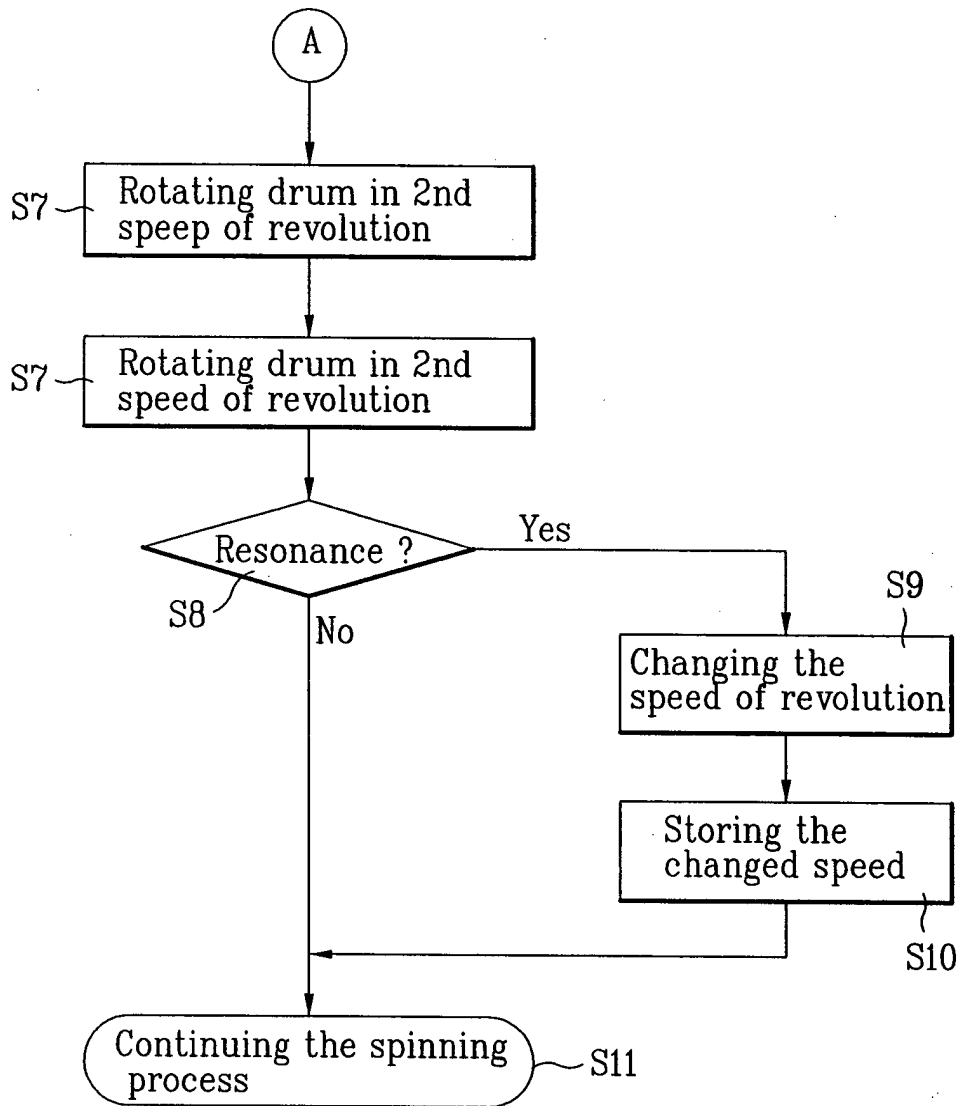 A
S7
Rotating drum in 2nd
speep of revolution
S7
Rotating drum in 2nd
speed of revolution
Resonance ?
Yes
S8
No
S9
Changing the
speed of revolution
Storing the
changed speed
S10
Continuing the spinning
process
S11